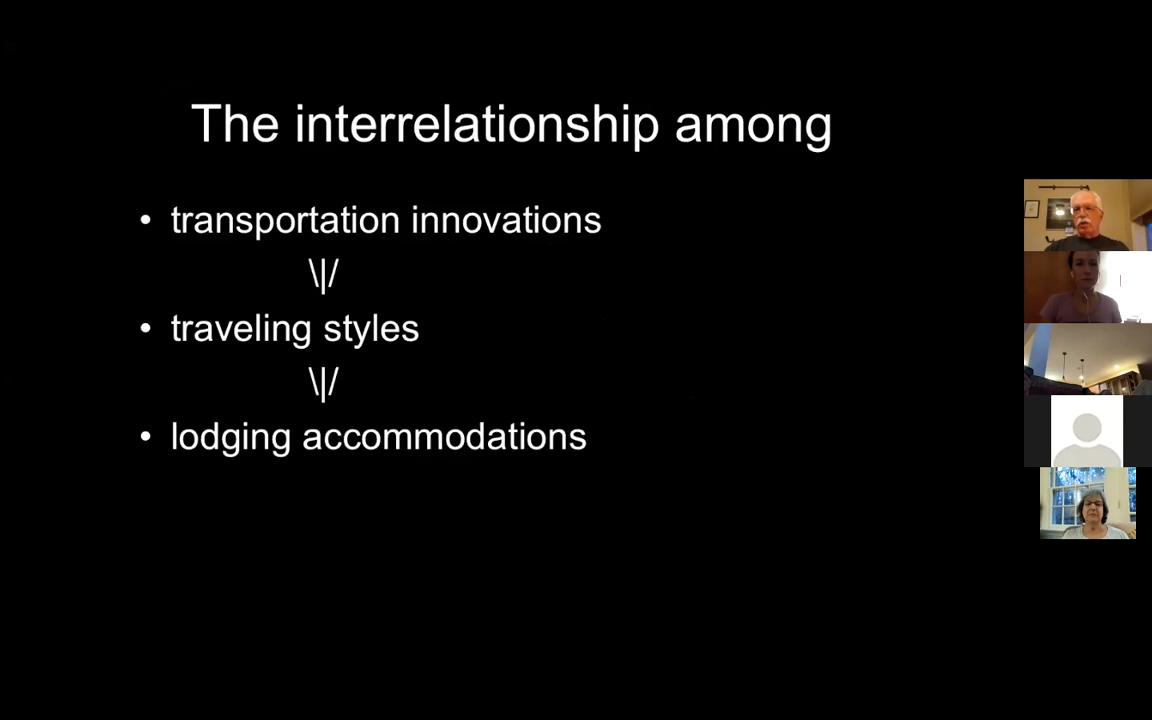 The interrelationship among
• transportation innovations
\|/
• traveling styles
\|/
• lodging accommodations